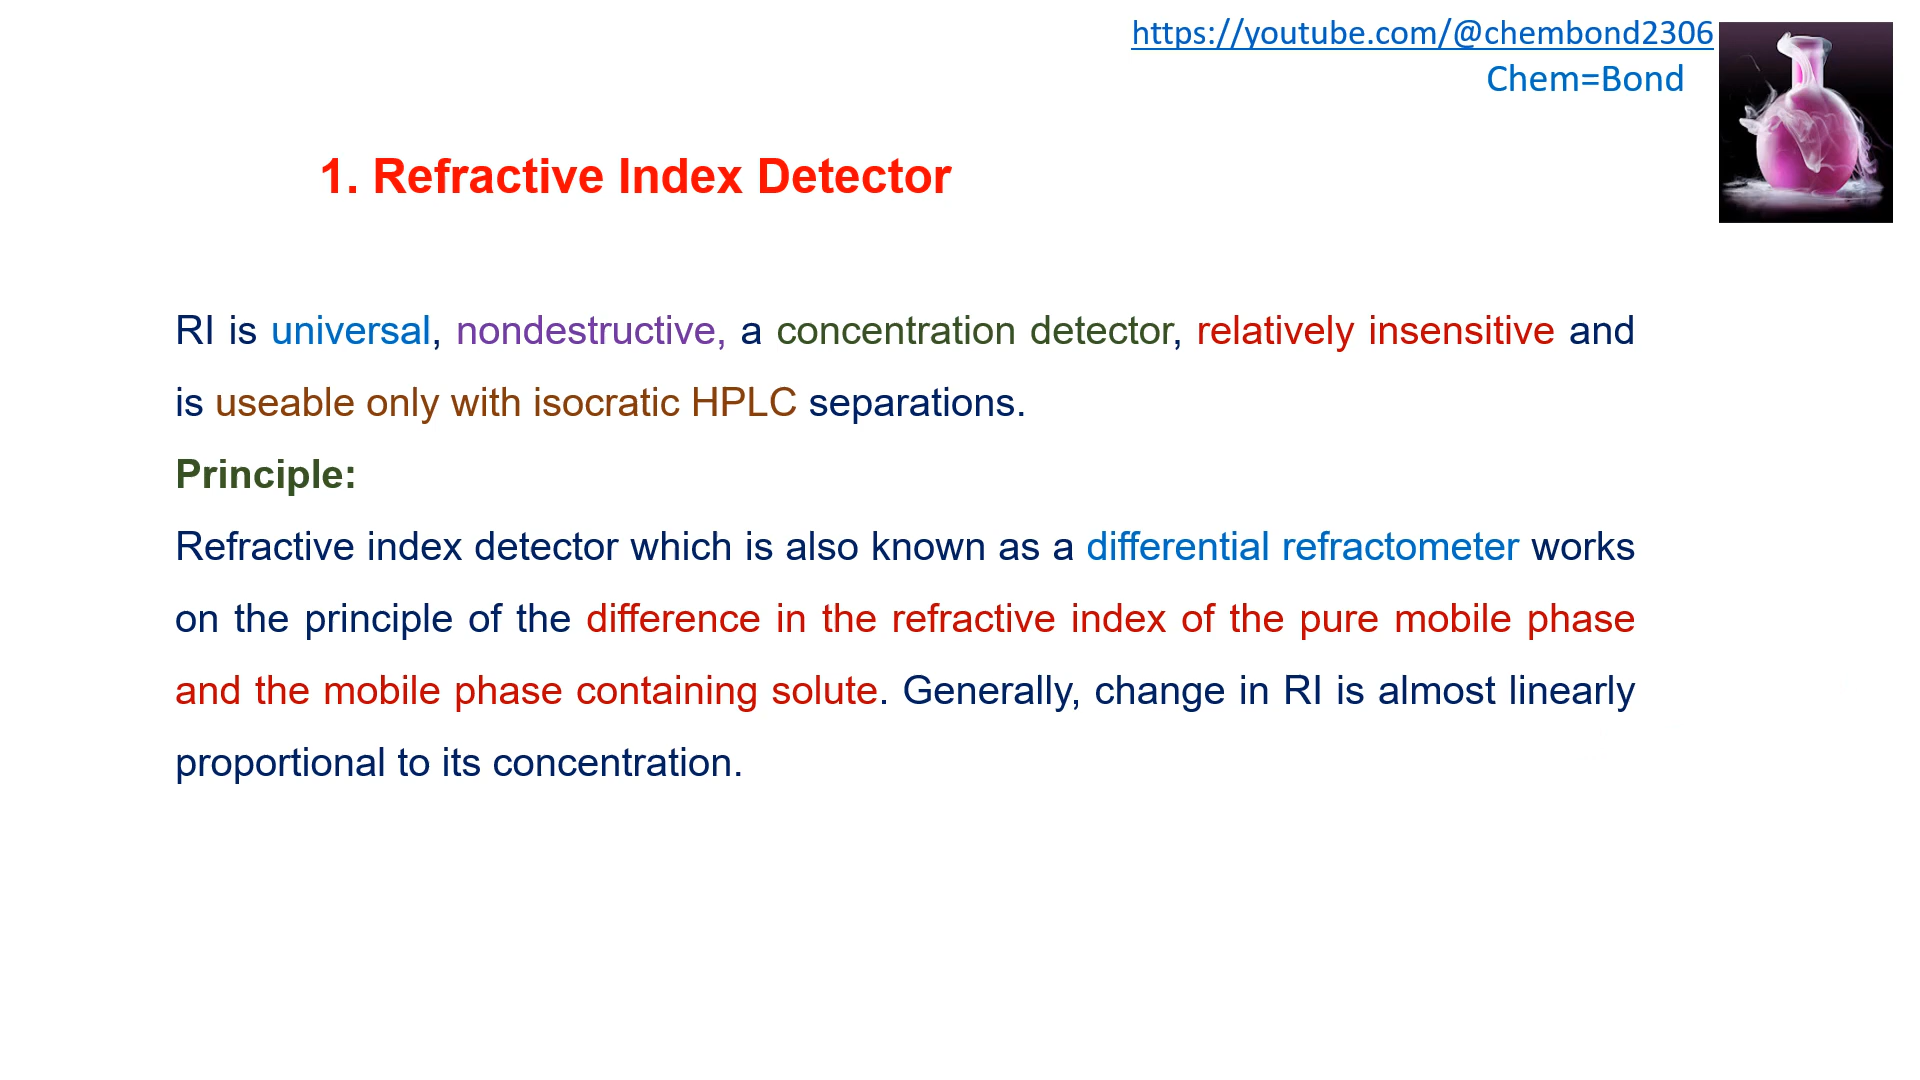 https://youtube.com/@chembond2306
Chem=Bond
1. Refractive Index Detector
RI is universal, nondestructive, a concentration detector, relatively insensitive and
is useable only with isocratic HPLC separations.
Principle:
Refractive index detector which is also known as a differential refractometer works
on the principle of the difference in the refractive index of the pure mobile phase
and the mobile phase containing solute. Generally, change in RI is almost linearly
proportional to its concentration.